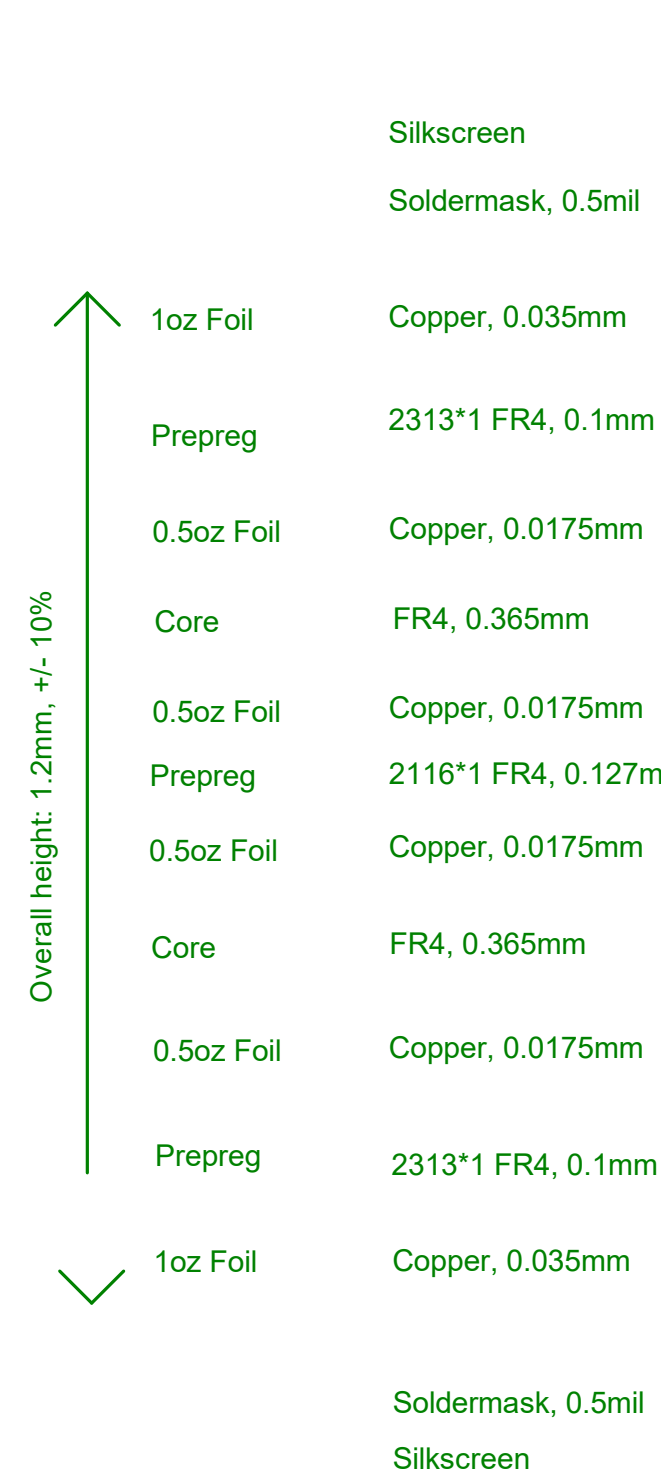 Silkscreen
Soldermask, 0.5mil
1oz Foil Copper, 0.035mm
Prepreg 2313*1 FR4, 0.1mm
0.5oz Foil Copper, 0.0175mm
Core FR4, 0.365mm
0.5oz Foil Copper, 0.0175mm
Prepreg 2116*1 FR4, 0.127m
0.5oz Foil Copper, 0.0175mm
Core FR4, 0.365mm
0.5oz Foil Copper, 0.0175mm
Prepreg 2313*1 FR4, 0.1mm
1oz Foil Copper, 0.035mm
Soldermask, 0.5mil
Silkscreen
Overall height: 1.2mm, +/- 10%